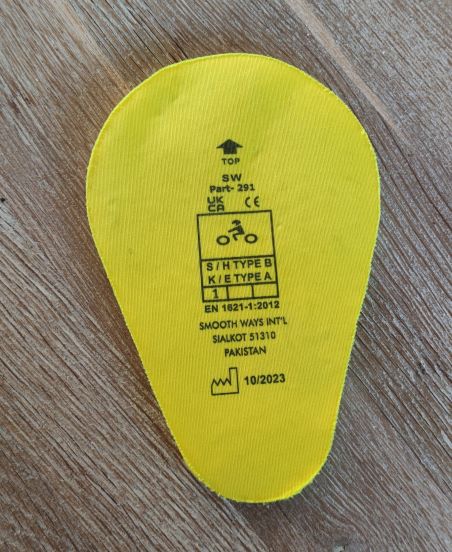 TOP
SW
Part- 291
UK
CA CE
S / H TYPE B
K / E TYPE A
1
EN 1621-1:2012
SMOOTH WAYS INT'L
SIALKOT 51310
PAKISTAN
10/2023